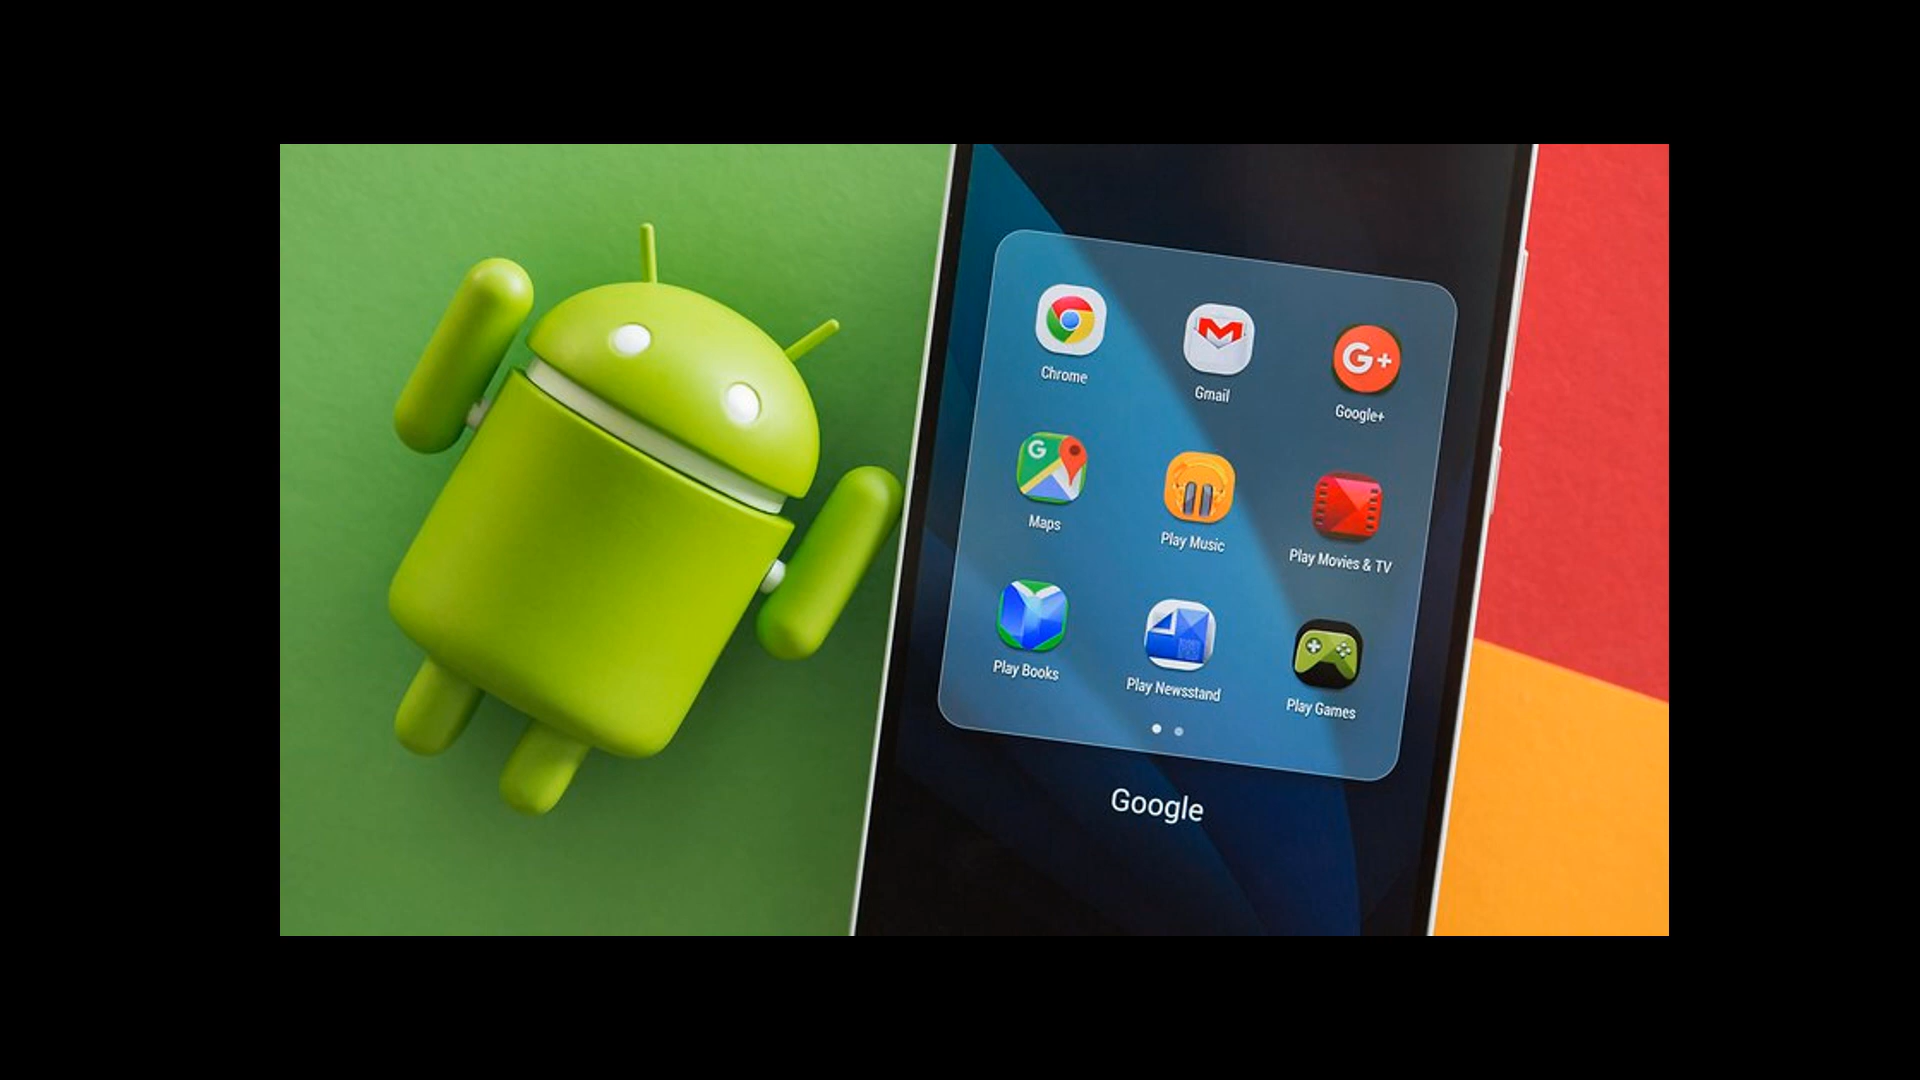 Chrome
Gmail
G+
Google+
G
Maps
Play Music
Play Movies & TV
Play Books
Play Newsstand
Play Games
Google